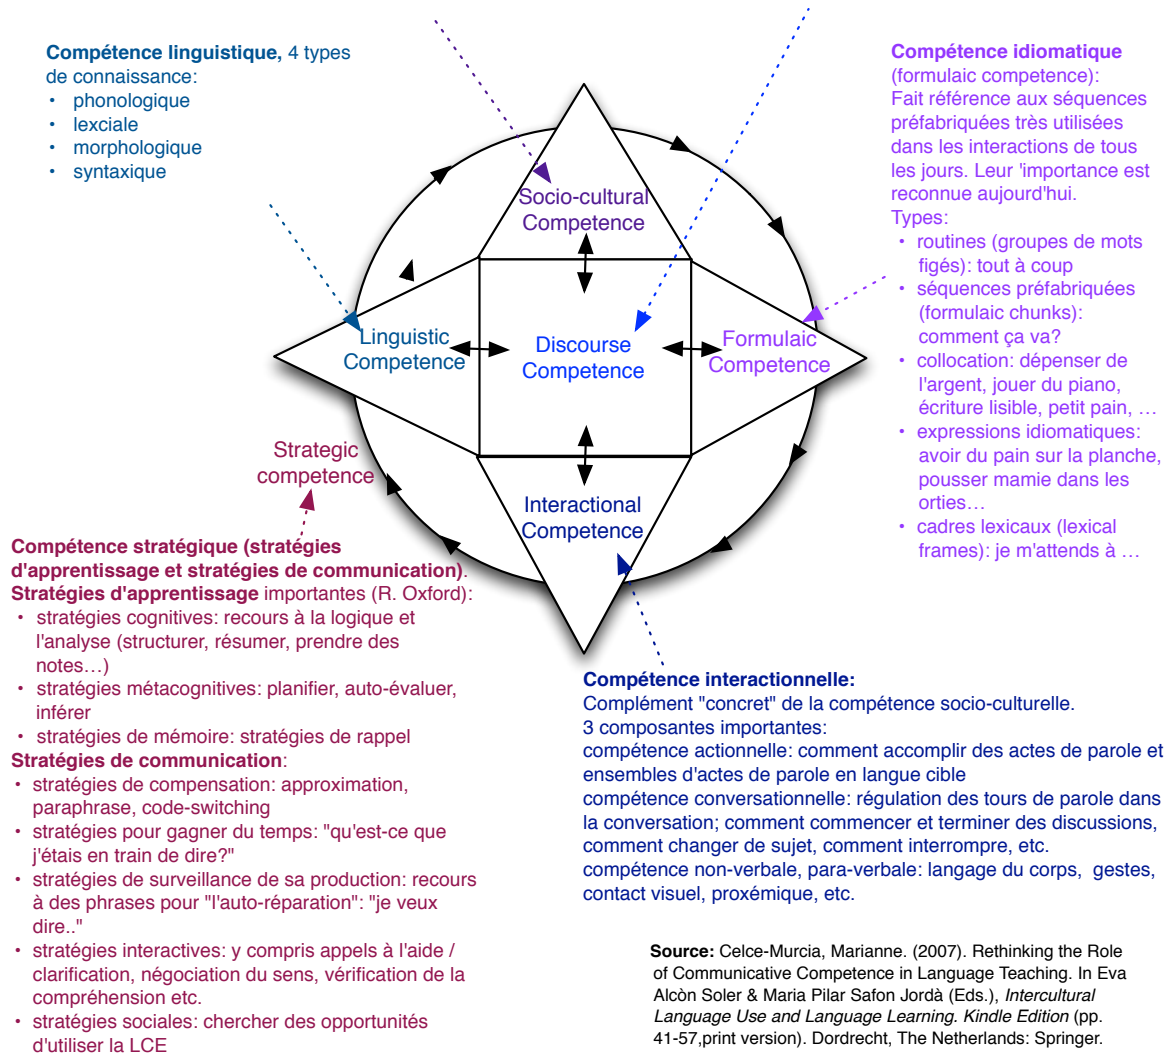 Compétence linguistique, 4 types
de connaissance:
• phonologique
• lexciale
• morphologique
• syntaxique
Compétence idiomatique
(formulaic competence):
Fait référence aux séquences
préfabriquées très utilisées
dans les interactions de tous
les jours. Leur 'importance est
reconnue aujourd'hui.
Types:
• routines (groupes de mots
figés): tout à coup
• séquences préfabriquées
(formulaic chunks):
comment ça va?
• collocation: dépenser de
l'argent, jouer du piano,
écriture lisible, petit pain, …
• expressions idiomatiques:
avoir du pain sur la planche,
pousser mamie dans les
orties…
• cadres lexicaux (lexical
frames): je m'attends à …
Socio-cultural
Competence
Linguistic
Competence
Discourse
Competence
Formulaic
Competence
Interactional
Competence
Strategic
competence
Compétence stratégique (stratégies
d'apprentissage et stratégies de communication).
Stratégies d'apprentissage importantes (R. Oxford):
• stratégies cognitives: recours à la logique et
l'analyse (structurer, résumer, prendre des
notes…)
• stratégies métacognitives: planifier, auto-évaluer,
inférer
• stratégies de mémoire: stratégies de rappel
Stratégies de communication:
• stratégies de compensation: approximation,
paraphrase, code-switching
• stratégies pour gagner du temps: "qu'est-ce que
j'étais en train de dire?"
• stratégies de surveillance de sa production: recours
à des phrases pour "l'auto-réparation": "je veux
dire.."
• stratégies interactives: y compris appels à l'aide /
clarification, négociation du sens, vérification de la
compréhension etc.
• stratégies sociales: chercher des opportunités
d'utiliser la LCE
Compétence interactionnelle:
Complément "concret" de la compétence socio-culturelle.
3 composantes importantes:
compétence actionnelle: comment accomplir des actes de parole et
ensembles d'actes de parole en langue cible
compétence conversationnelle: régulation des tours de parole dans
la conversation; comment commencer et terminer des discussions,
comment changer de sujet, comment interrompre, etc.
compétence non-verbale, para-verbale: langage du corps, gestes,
contact visuel, proxémique, etc.
Source: Celce-Murcia, Marianne. (2007). Rethinking the Role
of Communicative Competence in Language Teaching. In Eva
Alcòn Soler & Maria Pilar Safon Jordà (Eds.), Intercultural
Language Use and Language Learning. Kindle Edition (pp.
41-57,print version). Dordrecht, The Netherlands: Springer.